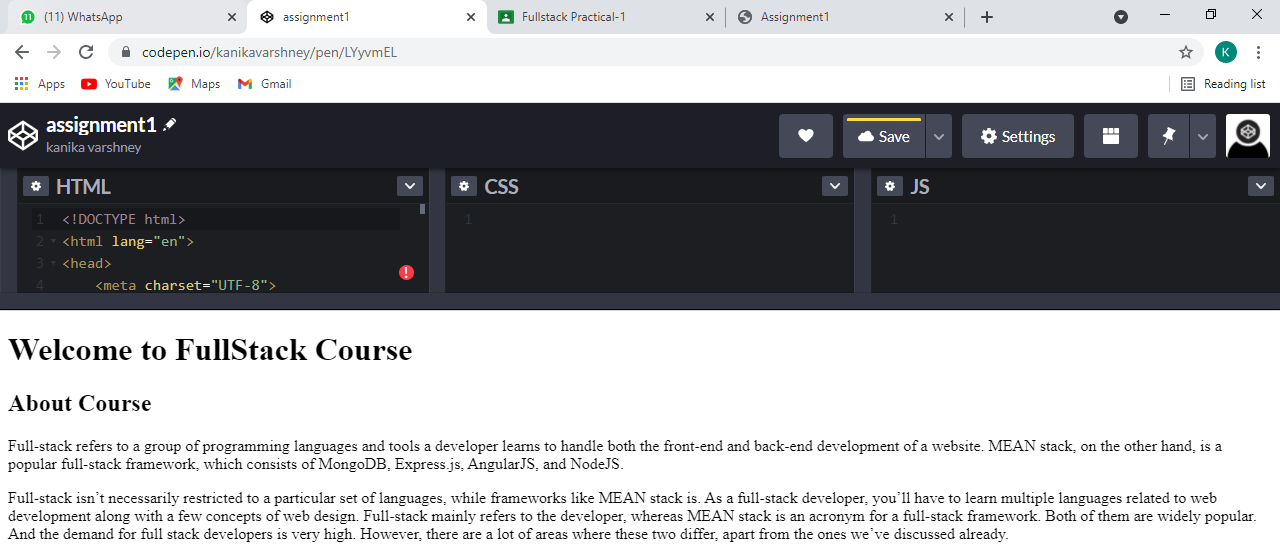 (11) WhatsApp
assignment1
Fullstack Practical-1
Assignment1
codepen.io/kanikavarshney/pen/LYyvmEL
K
Apps
YouTube
Maps
Gmail
Reading list
assignment1
kanika varshney
Save
Settings
HTML
CSS
JS
1 <!DOCTYPE html>
2 <html lang="en">
3 <head>
4 <meta charset="UTF-8">
1
1
Welcome to FullStack Course
About Course
Full-stack refers to a group of programming languages and tools a developer learns to handle both the front-end and back-end development of a website. MEAN stack, on the other hand, is a
popular full-stack framework, which consists of MongoDB, Express.js, AngularJS, and NodeJS.
Full-stack isn’t necessarily restricted to a particular set of languages, while frameworks like MEAN stack is. As a full-stack developer, you’ll have to learn multiple languages related to web
development along with a few concepts of web design. Full-stack mainly refers to the developer, whereas MEAN stack is an acronym for a full-stack framework. Both of them are widely popular.
And the demand for full stack developers is very high. However, there are a lot of areas where these two differ, apart from the ones we’ve discussed already.